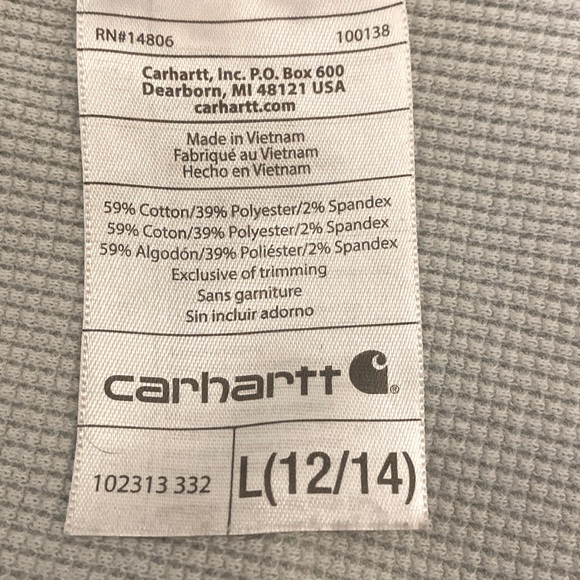 RN#14806 100138
Carhartt, Inc. P.O. Box 600
Dearborn, MI 48121 USA
carhartt.com
Made in Vietnam
Fabriqué au Vietnam
Hecho en Vietnam
59% Cotton/39% Polyester/2% Spandex
59% Coton/39% Polyester/2% Spandex
59% Algodón/39% Poliéster/2% Spandex
Exclusive of trimming
Sans garniture
Sin incluir adorno
carhartt ®
102313 332 L(12/14)